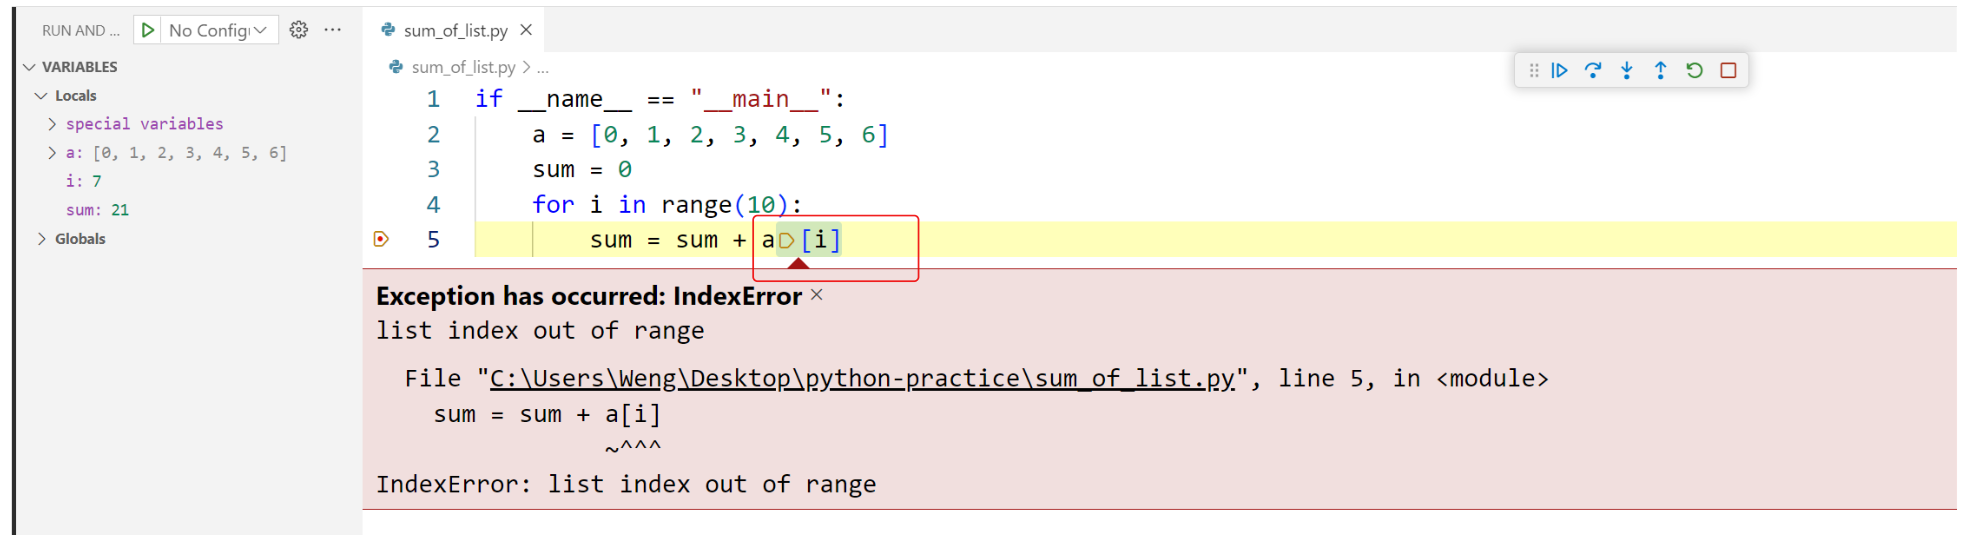 RUN AND ...
No Config
sum_of_list.py
VARIABLES
Locals
special variables
a: [0, 1, 2, 3, 4, 5, 6]
i: 7
sum: 21
Globals
sum_of_list.py > ...
1 if __name__ == "__main__":
2 a = [0, 1, 2, 3, 4, 5, 6]
3 sum = 0
4 for i in range(10):
5 sum = sum + a[i]
Exception has occurred: IndexError
list index out of range
File "C:\Users\Weng\Desktop\python-practice\sum_of_list.py", line 5, in <module>
sum = sum + a[i]
~^^^
IndexError: list index out of range